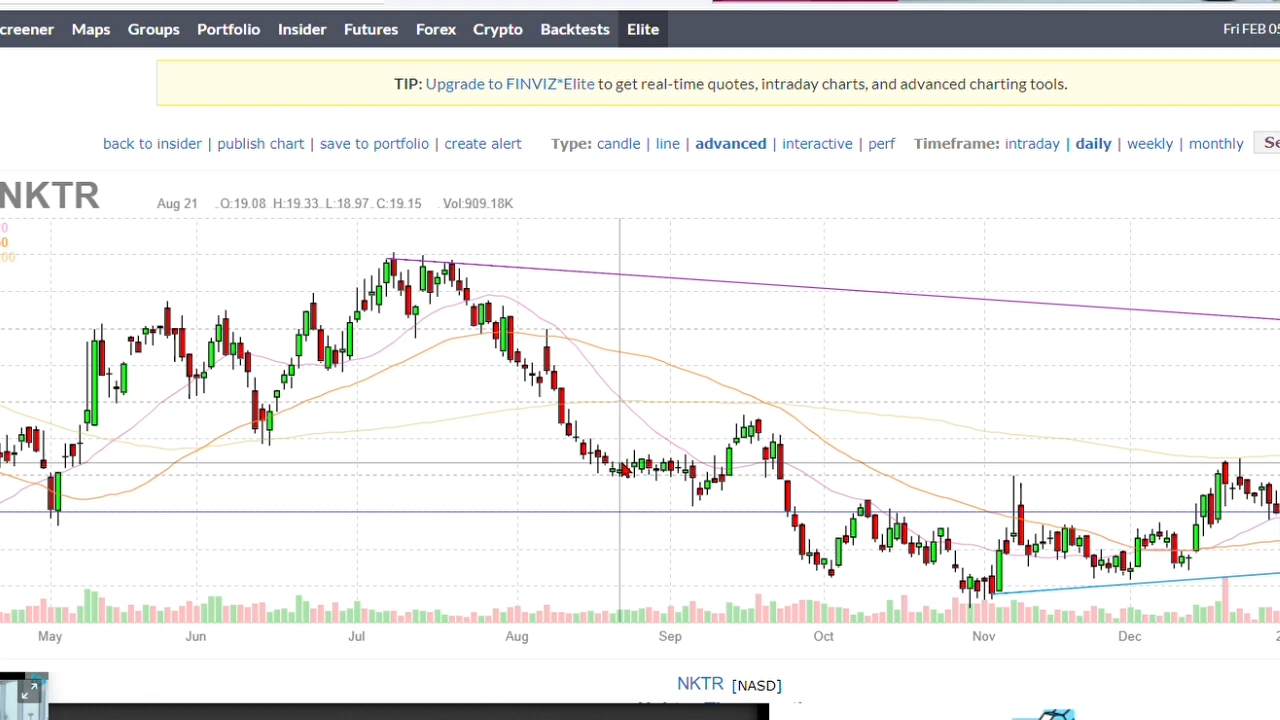 creener Maps Groups Portfolio Insider Futures Forex Crypto Backtests Elite Fri FEB 05
TIP: Upgrade to FINVIZ*Elite to get real-time quotes, intraday charts, and advanced charting tools.
back to insider | publish chart | save to portfolio | create alert Type: candle | line | advanced | interactive | perf Timeframe: intraday | daily | weekly | monthly Se
NKTR Aug 21 O:19.08 H:19.33 L:18.97 C:19.15 Vol:909.18K
May Jun Jul Aug Sep Oct Nov Dec 2
NKTR [NASD]